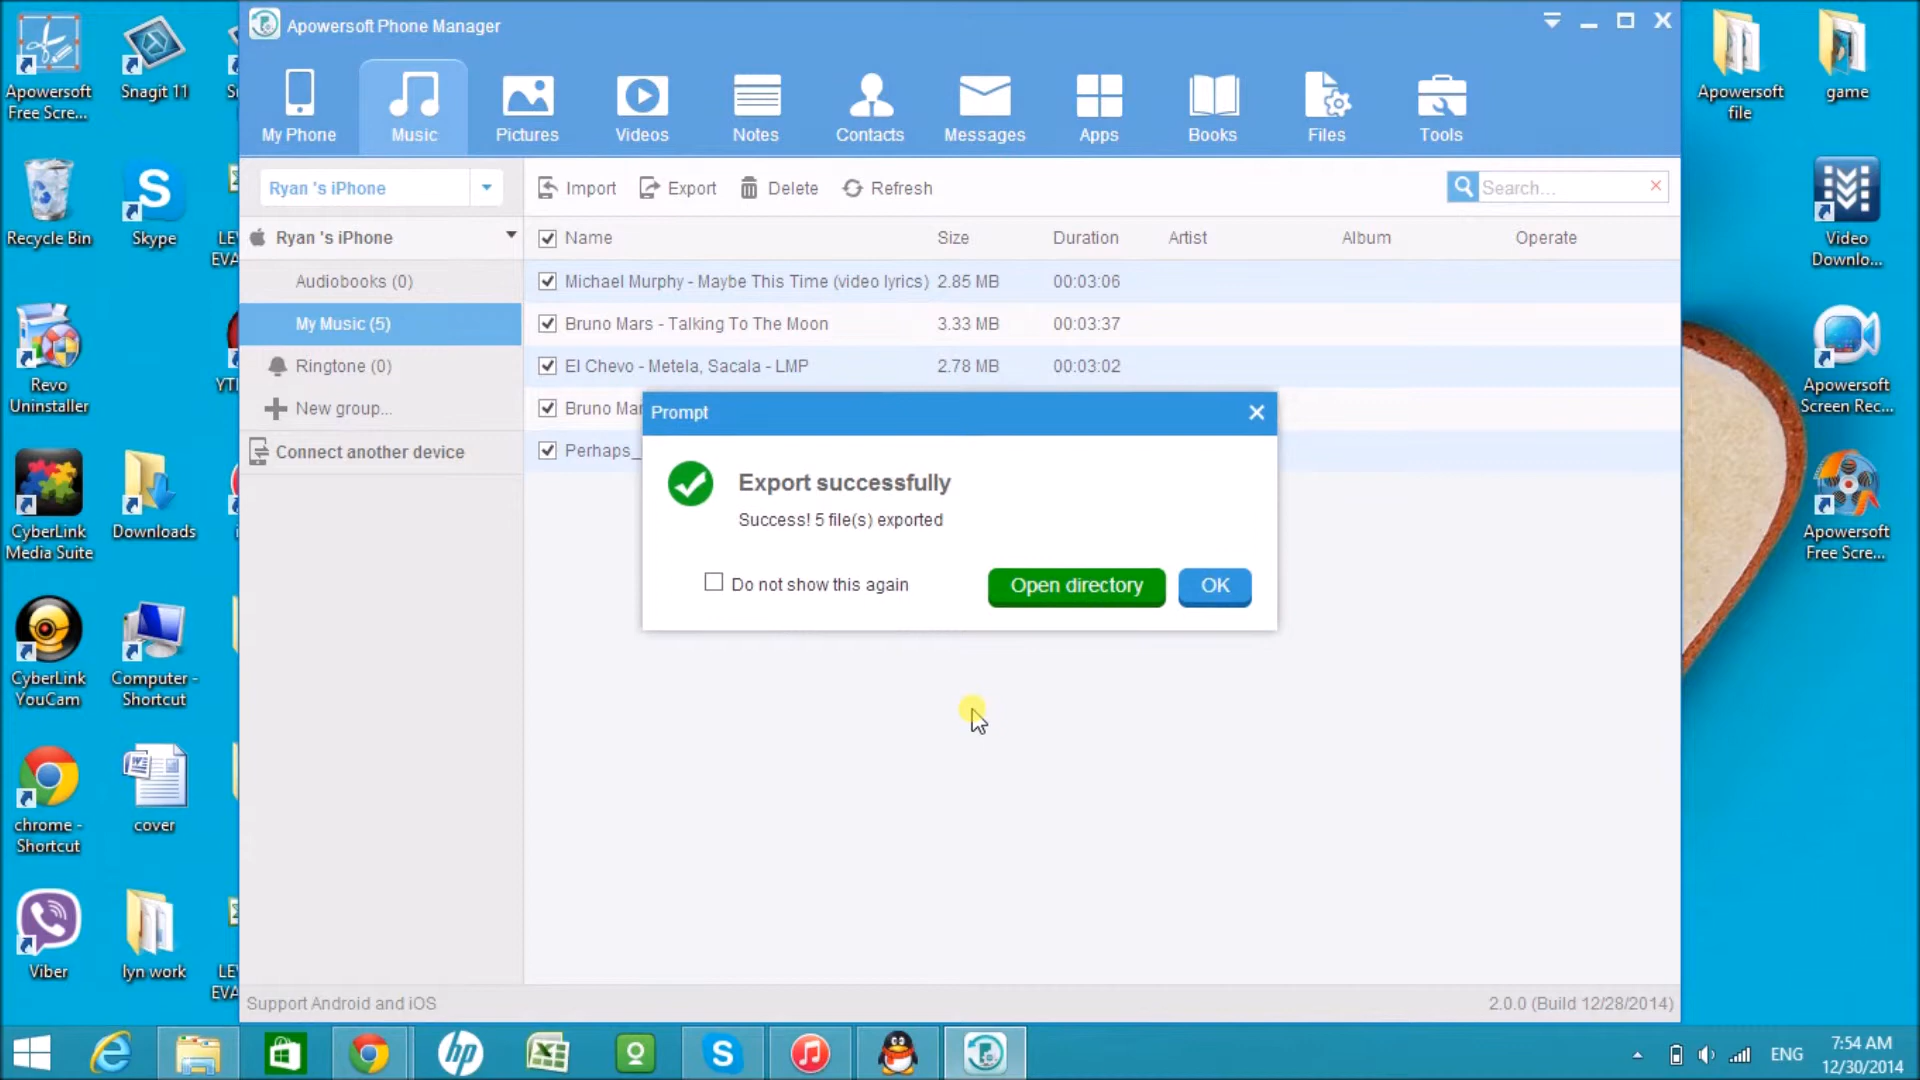 Apowersoft Phone Manager
My Phone
Music
Pictures
Videos
Notes
Contacts
Messages
Apps
Books
Files
Tools
Ryan 's iPhone
Import
Export
Delete
Refresh
Search...
Ryan 's iPhone
Audiobooks (0)
My Music (5)
Ringtone (0)
New group...
Connect another device
Name Size Duration Artist Album Operate
Michael Murphy - Maybe This Time (video lyrics) 2.85 MB 00:03:06
Bruno Mars - Talking To The Moon 3.33 MB 00:03:37
El Chevo - Metela, Sacala - LMP 2.78 MB 00:03:02
Bruno Mar
Perhaps_
Prompt
Export successfully
Success! 5 file(s) exported
Do not show this again
Open directory
OK
Support Android and iOS
2.0.0 (Build 12/28/2014)
Apowersoft
Free Scre...
Snagit 11
Recycle Bin
Skype
LE
EVA
Revo
Uninstaller
YTI
CyberLink
Media Suite
Downloads
CyberLink
YouCam
Computer -
Shortcut
chrome -
Shortcut
cover
Viber
lyn work
LE
EVA
Apowersoft
file
game
Video
Downlo...
Apowersoft
Screen Rec...
Apowersoft
Free Scre...
ENG
7:54 AM
12/30/2014